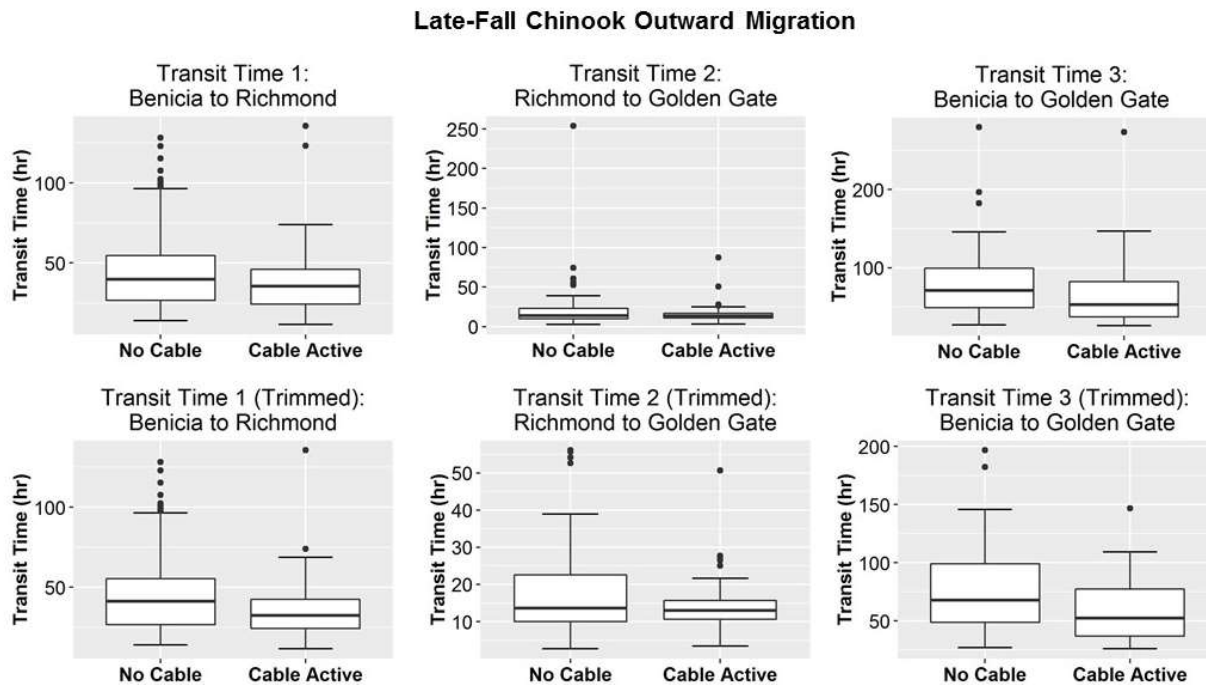 Late-Fall Chinook Outward Migration
Transit Time 1:
Benicia to Richmond
Transit Time (hr)
100
50
No Cable
Cable Active
Transit Time 2:
Richmond to Golden Gate
Transit Time (hr)
250
200
150
100
50
0
No Cable
Cable Active
Transit Time 3:
Benicia to Golden Gate
Transit Time (hr)
200
100
No Cable
Cable Active
Transit Time 1 (Trimmed):
Benicia to Richmond
Transit Time (hr)
100
50
No Cable
Cable Active
Transit Time 2 (Trimmed):
Richmond to Golden Gate
Transit Time (hr)
50
40
30
20
10
No Cable
Cable Active
Transit Time 3 (Trimmed):
Benicia to Golden Gate
Transit Time (hr)
200
150
100
50
No Cable
Cable Active